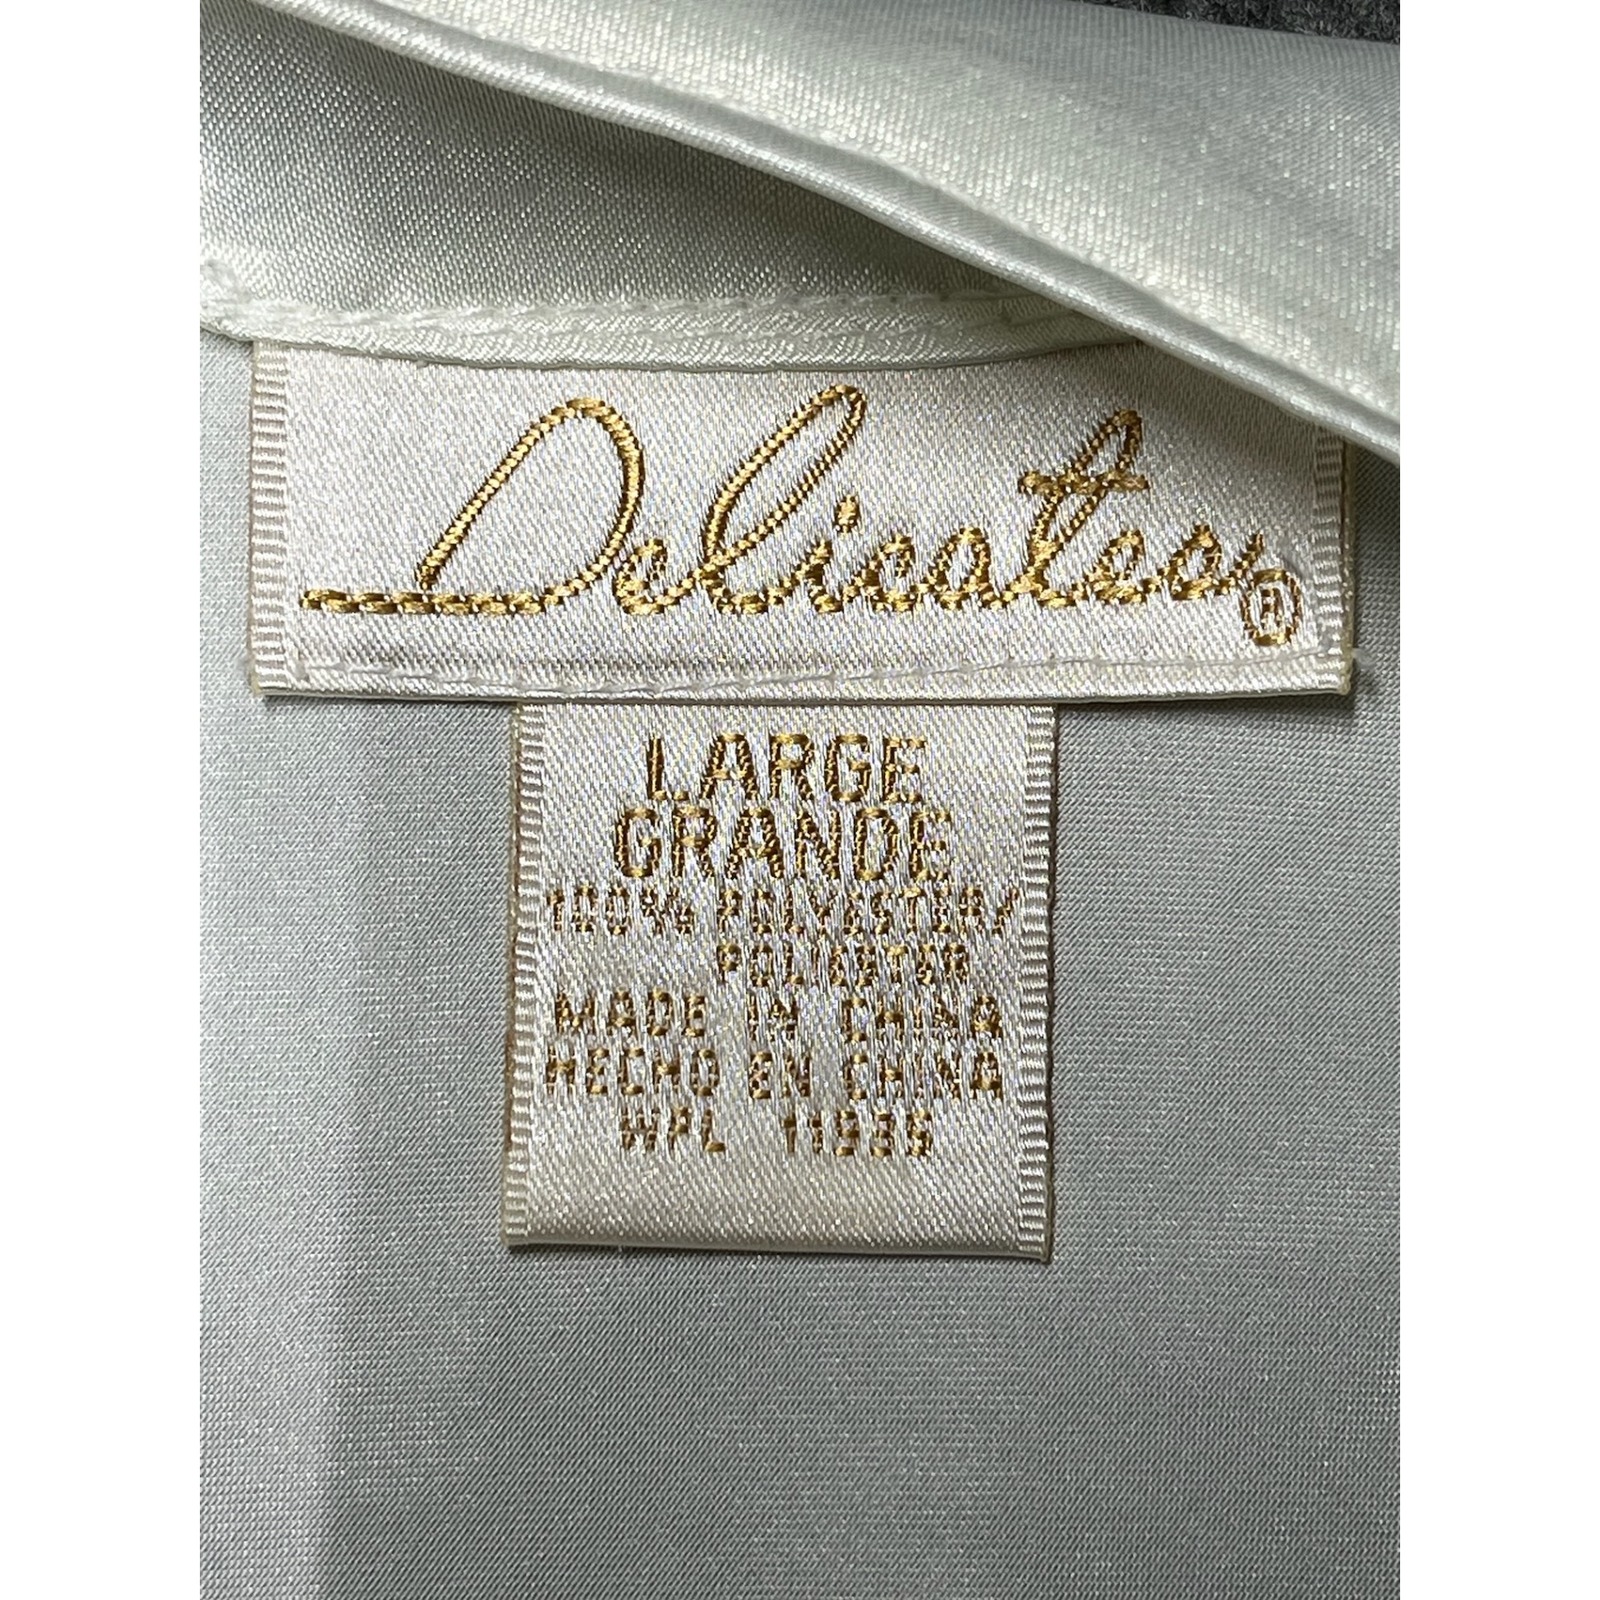 Delicates®
LARGE
GRANDE
100% POLYESTER/
POLIESTER
MADE IN CHINA
HECHO EN CHINA
WPL 11935